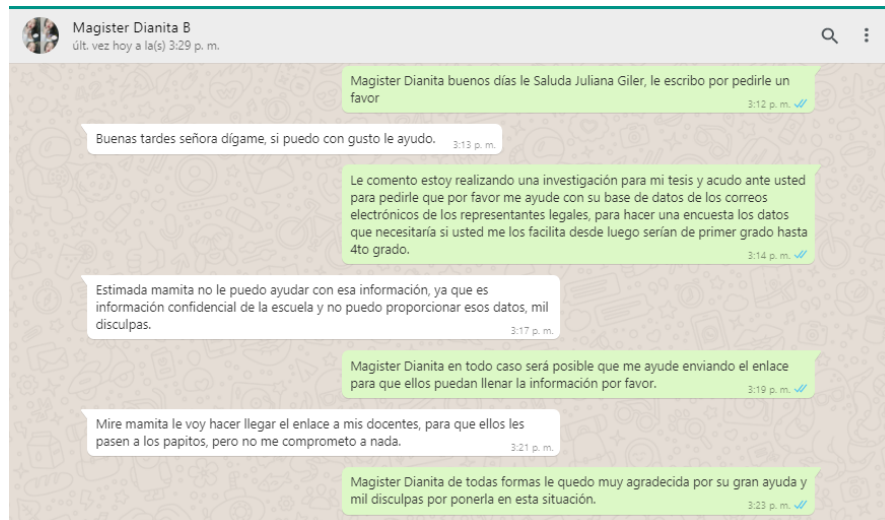 Magister Dianita B
últ. vez hoy a la(s) 3:29 p. m.
Magister Dianita buenos días le Saluda Juliana Giler, le escribo por pedirle un
favor
3:12 p. m.
Buenas tardes señora dígame, si puedo con gusto le ayudo.
3:13 p. m.
Le comento estoy realizando una investigación para mi tesis y acudo ante usted
para pedirle que por favor me ayude con su base de datos de los correos
electrónicos de los representantes legales, para hacer una encuesta los datos
que necesitaría si usted me los facilita desde luego serían de primer grado hasta
4to grado.
3:14 p. m.
Estimada mamita no le puedo ayudar con esa información, ya que es
información confidencial de la escuela y no puedo proporcionar esos datos, mil
disculpas.
3:17 p. m.
Magister Dianita en todo caso será posible que me ayude enviando el enlace
para que ellos puedan llenar la información por favor.
3:19 p. m.
Mire mamita le voy hacer llegar el enlace a mis docentes, para que ellos les
pasen a los papitos, pero no me comprometo a nada.
3:21 p. m.
Magister Dianita de todas formas le quedo muy agradecida por su gran ayuda y
mil disculpas por ponerla en esta situación.
3:23 p. m.